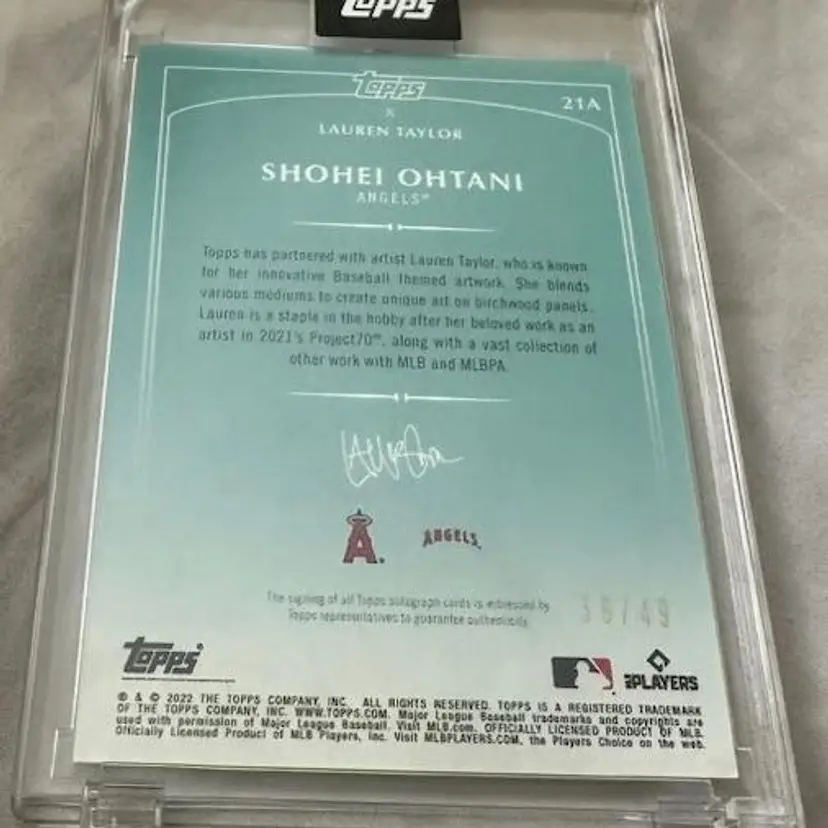 Topps
Topps
21A
X
LAUREN TAYLOR
SHOHEI OHTANI
ANGELS
Topps has partnered with artist Lauren Taylor, who is known
for her innovative Baseball themed artwork. She blends
various mediums to create unique art on birchwood panels.
Lauren is a staple in the hobby after her beloved work as an
artist in 2021's Project70™, along with a vast collection of
other work with MLB and MLBPA.
A
ANGELS
The signing of all Topps autograph cards is witnessed by
Topps representatives to guarantee authenticity.
/49
Topps
PLAYERS
® & © 2022 THE TOPPS COMPANY, INC. ALL RIGHTS RESERVED. TOPPS IS A REGISTERED TRADEMARK
OF THE TOPPS COMPANY, INC. WWW.TOPPS.COM. Major League Baseball trademarks and copyrights are
used with permission of Major League Baseball. Visit MLB.com. OFFICIALLY LICENSED PRODUCT OF MLB.
Officially Licensed Product of MLB Players, Inc. Visit MLBPLAYERS.COM, the Players Choice on the web.